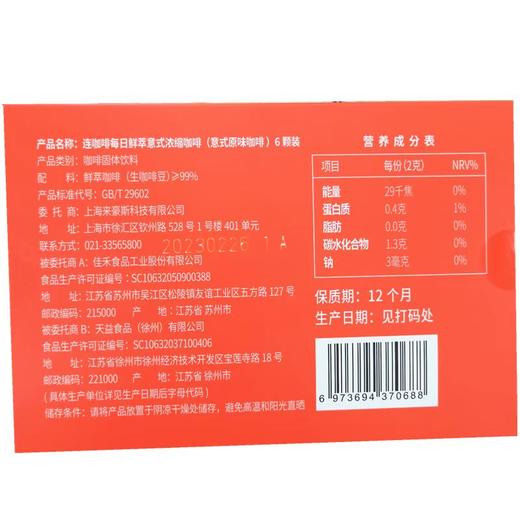 产品名称：连咖啡每日鲜萃意式浓缩咖啡（意式原味咖啡）6颗装
产品类别：咖啡固体饮料
配 料：鲜萃咖啡（生咖啡豆）≥99%
产品标准代号：GB/T 29602
委 托 商：上海来豪斯科技有限公司
地 址：上海市徐汇区钦州路 528 号 1 号楼 401 单元
联系方式：021-33565800
20230226 1 A
被委托商 A：佳禾食品工业股份有限公司
食品生产许可证编号：SC10632050900388
地 址：江苏省苏州市吴江区松陵镇友谊工业区五方路 127 号
邮政编码：215000 产 地：江苏省 苏州市
被委托商 B：天益食品（徐州）有限公司
食品生产许可证编号：SC10632037100406
地 址：江苏省徐州市徐州经济技术开发区宝莲寺路 18 号
邮政编码：221000 产 地：江苏省 徐州市
（具体生产单位详见生产日期后字母代码）
储存条件：请将产品放置于阴凉干燥处储存，避免高温和阳光直晒
营 养 成 分 表
项目 每份(2克) NRV%
能量 29千焦 0%
蛋白质 0.4克 1%
脂肪 0.0克 0%
碳水化合物 1.3克 0%
钠 3毫克 0%
保质期：12 个月
生产日期：见打码处
6 973694 370688